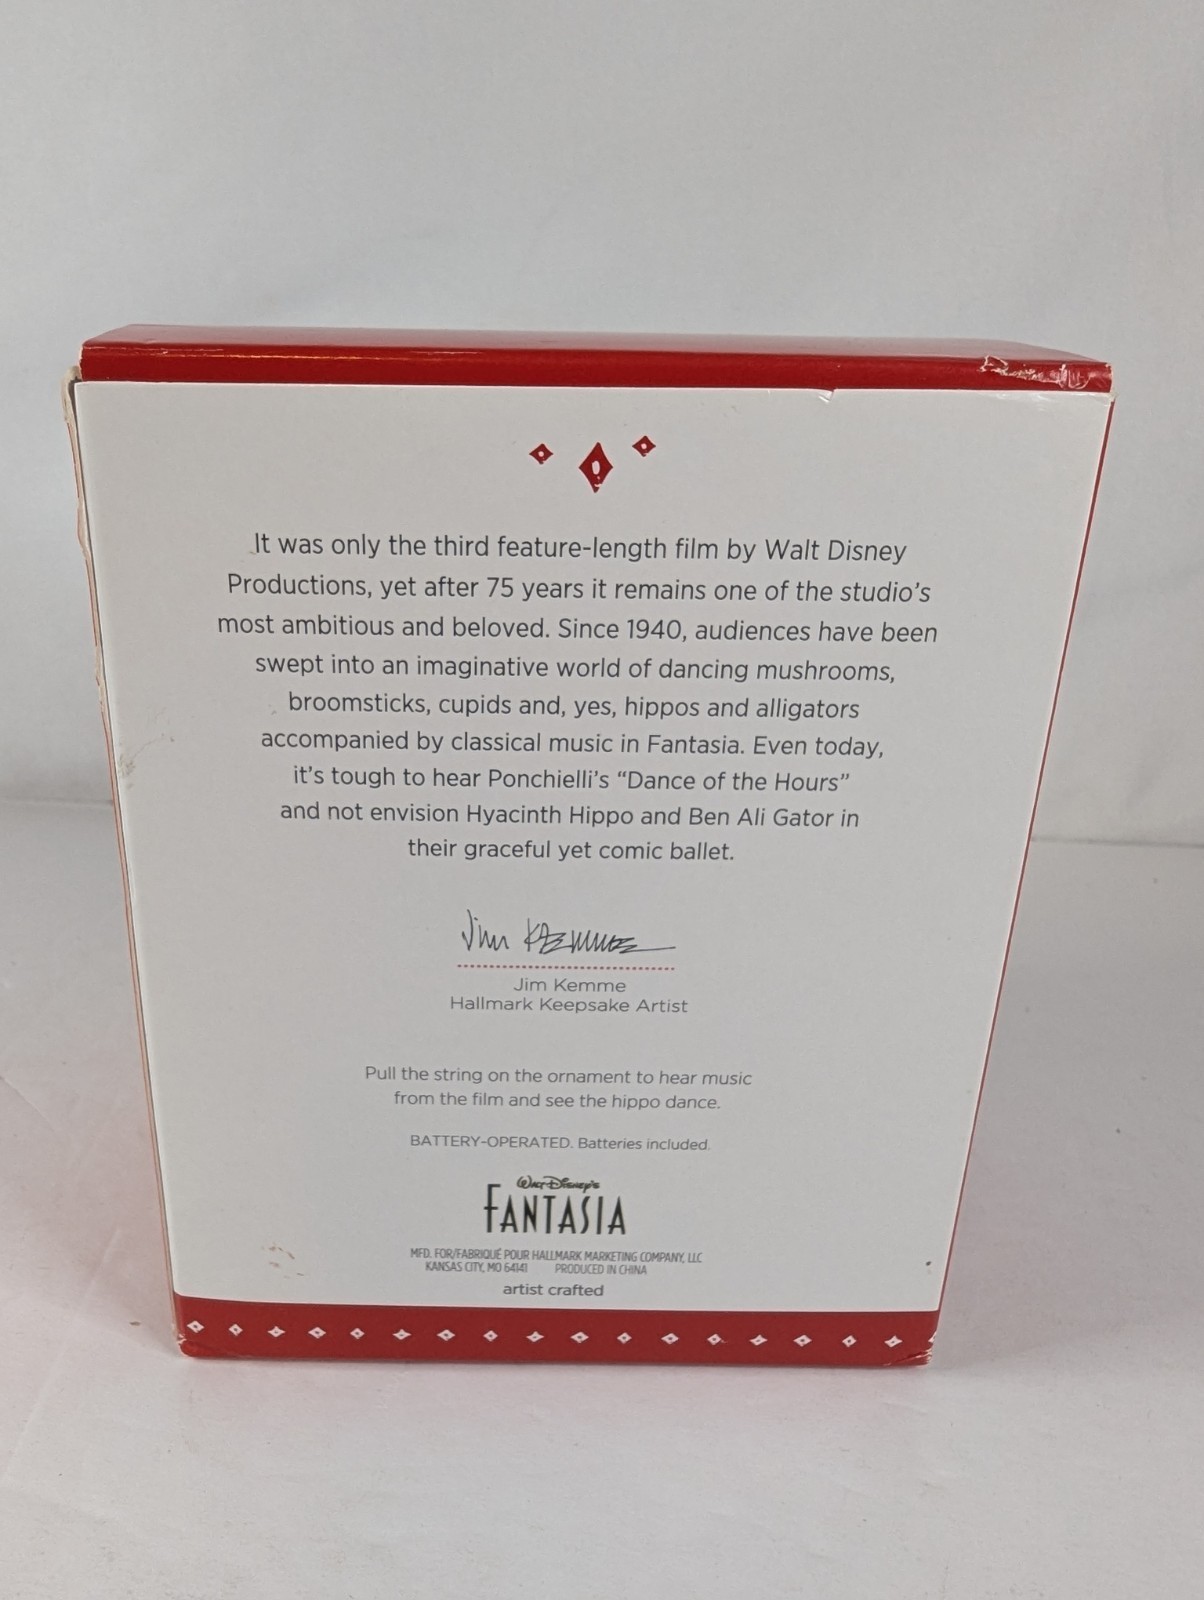 It was only the third feature-length film by Walt Disney
Productions, yet after 75 years it remains one of the studio's
most ambitious and beloved. Since 1940, audiences have been
swept into an imaginative world of dancing mushrooms,
broomsticks, cupids and, yes, hippos and alligators
accompanied by classical music in Fantasia. Even today,
it's tough to hear Ponchielli's “Dance of the Hours”
and not envision Hyacinth Hippo and Ben Ali Gator in
their graceful yet comic ballet.
Jim Kemme
Jim Kemme
Hallmark Keepsake Artist
Pull the string on the ornament to hear music
from the film and see the hippo dance.
BATTERY-OPERATED. Batteries included.
Walt Disney's
FANTASIA
MFD. FOR/FABRIQUÉ POUR HALLMARK MARKETING COMPANY, LLC
KANSAS CITY, MO 64141 PRODUCED IN CHINA
artist crafted